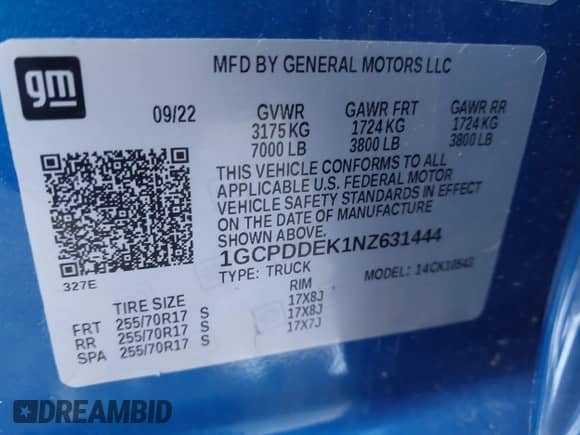 gm
MFD BY GENERAL MOTORS LLC
09/22 GVWR GAWR FRT GAWR RR
3175 KG 1724 KG 1724 KG
7000 LB 3800 LB 3800 LB
THIS VEHICLE CONFORMS TO ALL
APPLICABLE U.S. FEDERAL MOTOR
VEHICLE SAFETY STANDARDS IN EFFECT
ON THE DATE OF MANUFACTURE
SHOWN ABOVE.
1GCPDDEK1NZ631444
TYPE: TRUCK MODEL: 14CK10543
327E
TIRE SIZE RIM
FRT 255/70R17 S 17X8J
RR 255/70R17 S 17X8J
SPA 255/70R17 S 17X7J
DREAMBID